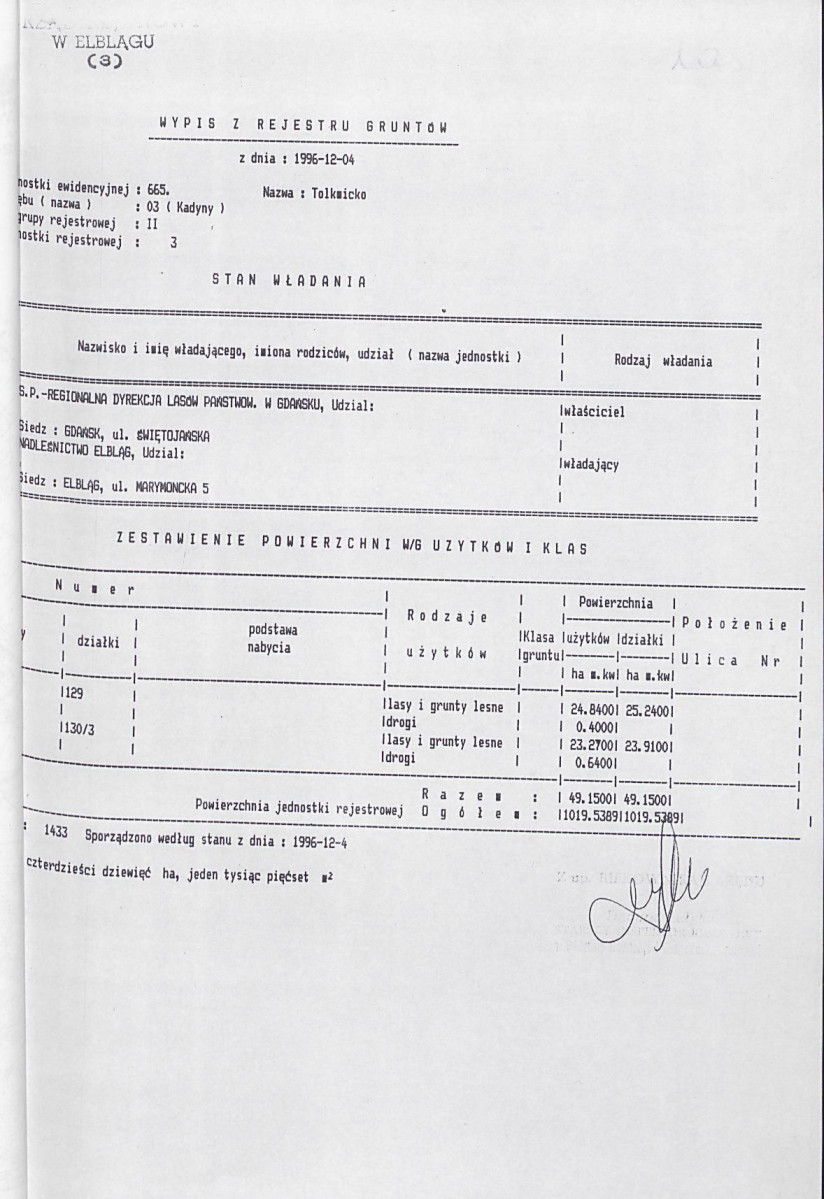 W ELBLĄGU
(3)
WYPIS Z REJESTRU GRUNTÓW
z dnia : 1996-12-04
nostki ewidencyjnej : 665. Nazwa : Tolkmicko
ębu ( nazwa ) : 03 ( Kadyny )
grupy rejestrowej : II
nostki rejestrowej : 3
STAN WŁADANIA
Nazwisko i imię władającego, imiona rodziców, udział ( nazwa jednostki ) Rodzaj władania
S.P.-REGIONALNA DYREKCJA LASÓW PAŃSTWOW. W GDAŃSKU, Udzial: właściciel
Siedz : GDAŃSK, ul. ŚWIĘTOJAŃSKA
NADLEŚNICTWO ELBLĄG, Udzial: władający
Siedz : ELBLĄG, ul. MARYMONCKA 5
ZESTAWIENIE POWIERZCHNI W/G UZYTKÓW I KLAS
Numer Rodzaje użytków Klasa gruntu Powierzchnia Położenie
działki podstawa nabycia użytków działki Ulica Nr
ha m.kw ha m.kw
129 lasy i grunty lesne 24.8400 25.2400
drogi 0.4000
130/3 lasy i grunty lesne 23.2700 23.9100
drogi 0.6400
Razem : 49.1500 49.1500
Powierzchnia jednostki rejestrowej Ogółem : 1019.5389 1019.5389
: 1433 Sporządzono według stanu z dnia : 1996-12-4
czterdzieści dziewięć ha, jeden tysiąc pięćset m²